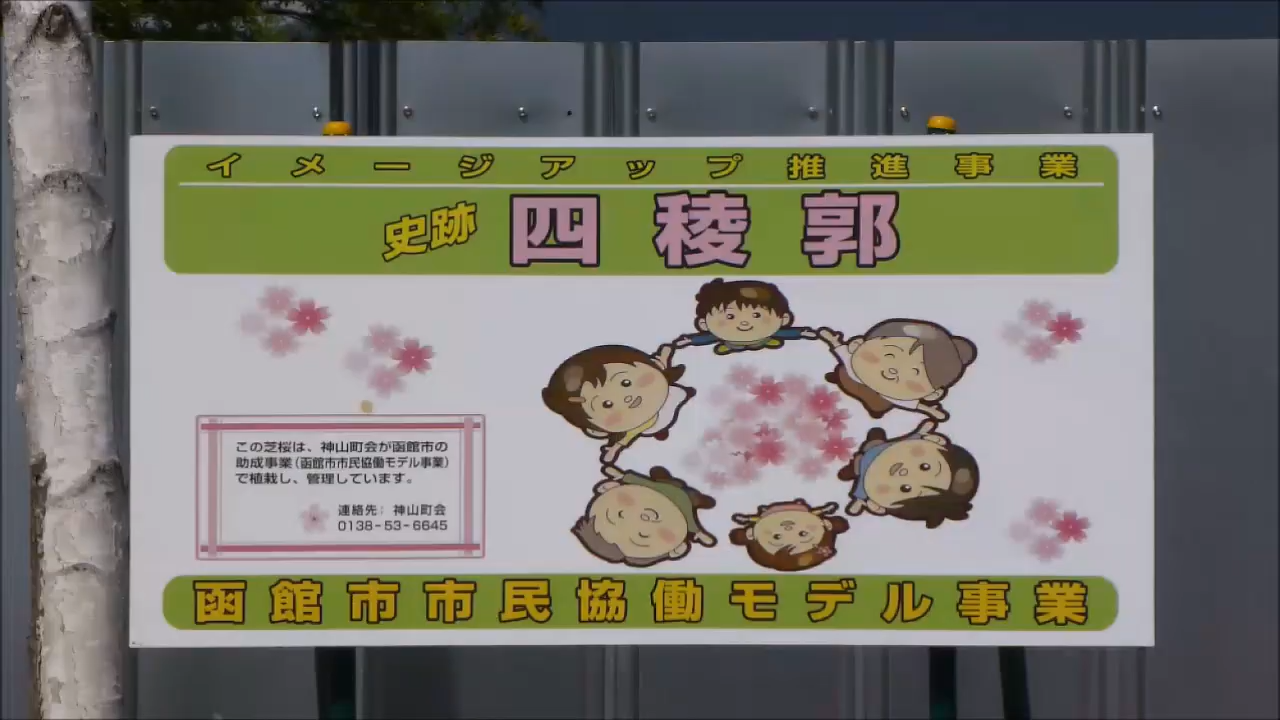 イメージアップ推進事業
史跡 四稜郭
この芝桜は、神山町会が函館市の
助成事業(函館市市民協働モデル事業)
で植栽し、管理しています。
連絡先: 神山町会
0138-53-6645
函館市市民協働モデル事業